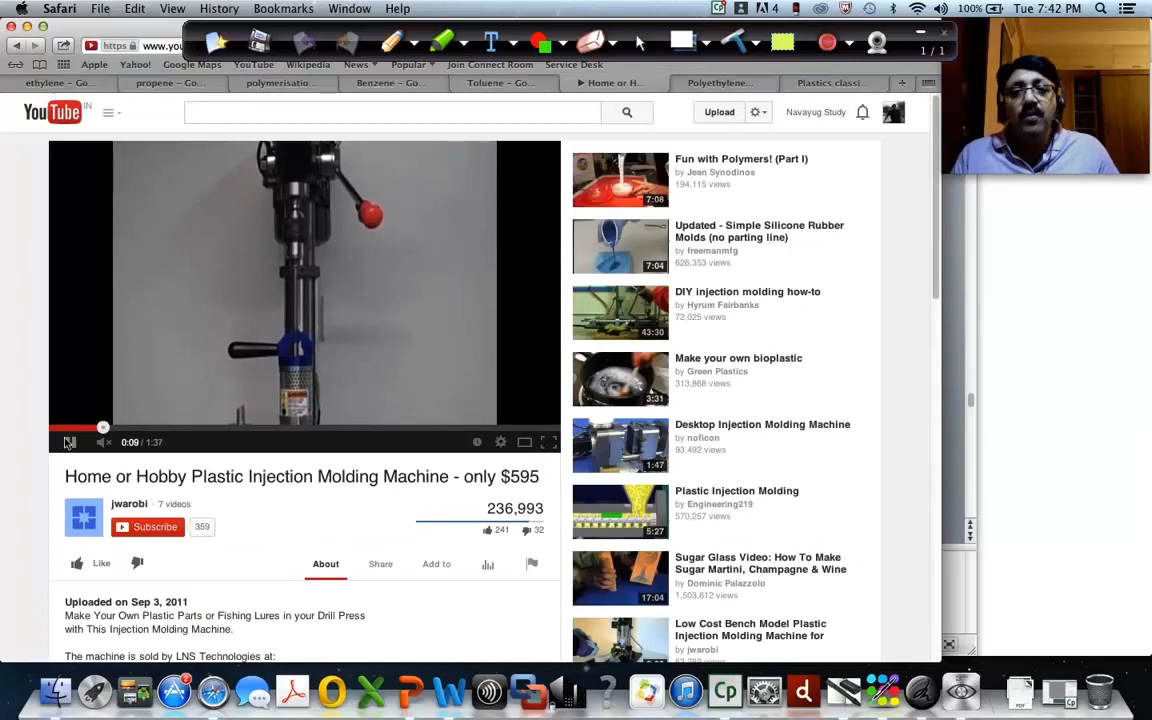 Safari File Edit View History Bookmarks Window Help
4 100% Tue 7:42 PM
1 / 1
https www.you
Apple Yahoo! Google Maps YouTube Wikipedia News Popular Join Connect Room Service Desk
ethylene - Go... propene - Go... polymerisatio... Benzene - Go... Toluene - Go... Home or H... Polyethylene... Plastics classi...
YouTube IN
Upload
Navayug Study
0:09 / 1:37
Home or Hobby Plastic Injection Molding Machine - only $595
jwarobi · 7 videos
Subscribe 359
236,993
241 32
Like
About Share Add to
Uploaded on Sep 3, 2011
Make Your Own Plastic Parts or Fishing Lures in your Drill Press
with This Injection Molding Machine.
The machine is sold by LNS Technologies at:
7:08
Fun with Polymers! (Part I)
by Jean Synodinos
194,115 views
7:04
Updated - Simple Silicone Rubber
Molds (no parting line)
by freemanmfg
626,353 views
43:30
DIY injection molding how-to
by Hyrum Fairbanks
72,025 views
3:31
Make your own bioplastic
by Green Plastics
313,868 views
1:47
Desktop Injection Molding Machine
by noficon
93,492 views
5:27
Plastic Injection Molding
by Engineering219
570,257 views
17:04
Sugar Glass Video: How To Make
Sugar Martini, Champagne & Wine
by Dominic Palazzolo
1,503,612 views
Low Cost Bench Model Plastic
Injection Molding Machine for
by jwarobi